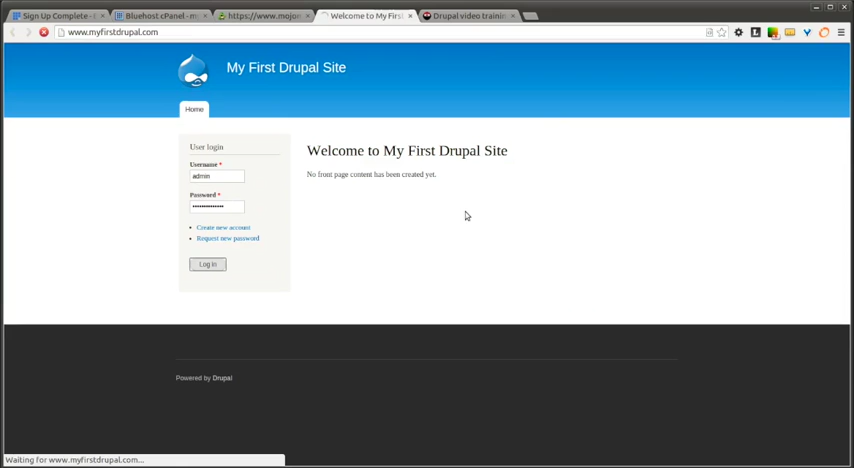 Sign Up Complete -
Bluehost cPanel - m
https://www.mojon
Welcome to My Firs
Drupal video trainin
www.myfirstdrupal.com
My First Drupal Site
Home
User login
Username *
admin
Password *
••••••••••••••
Create new account
Request new password
Log in
Welcome to My First Drupal Site
No front page content has been created yet.
Powered by Drupal
Waiting for www.myfirstdrupal.com...